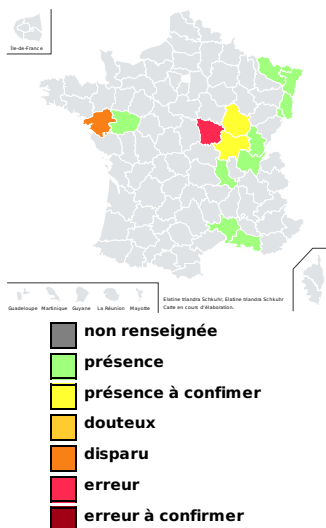 Île-de-France
Guadeloupe Martinique Guyane La Réunion Mayotte
Elatine triandra Schkuhr, Elatine triandra Schkuhr
Carte en cours d'élaboration.
non renseignée
présence
présence à confimer
douteux
disparu
erreur
erreur à confirmer